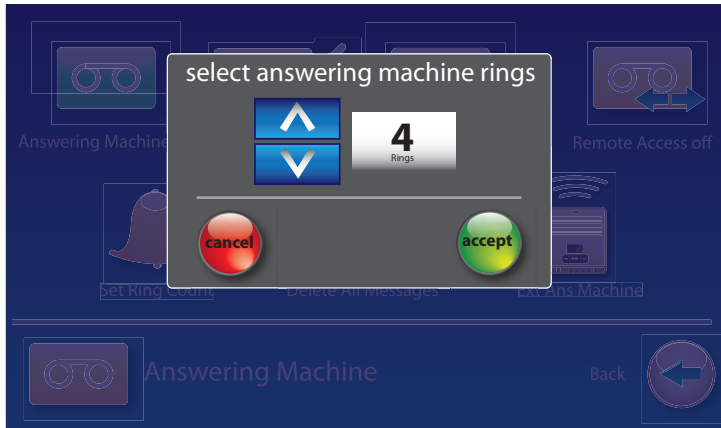 select answering machine rings
4
Rings
cancel
accept
Answering Machine
Remote Access off
Set Ring Count
Delete All Messages
Ext Ans Machine
Answering Machine
Back